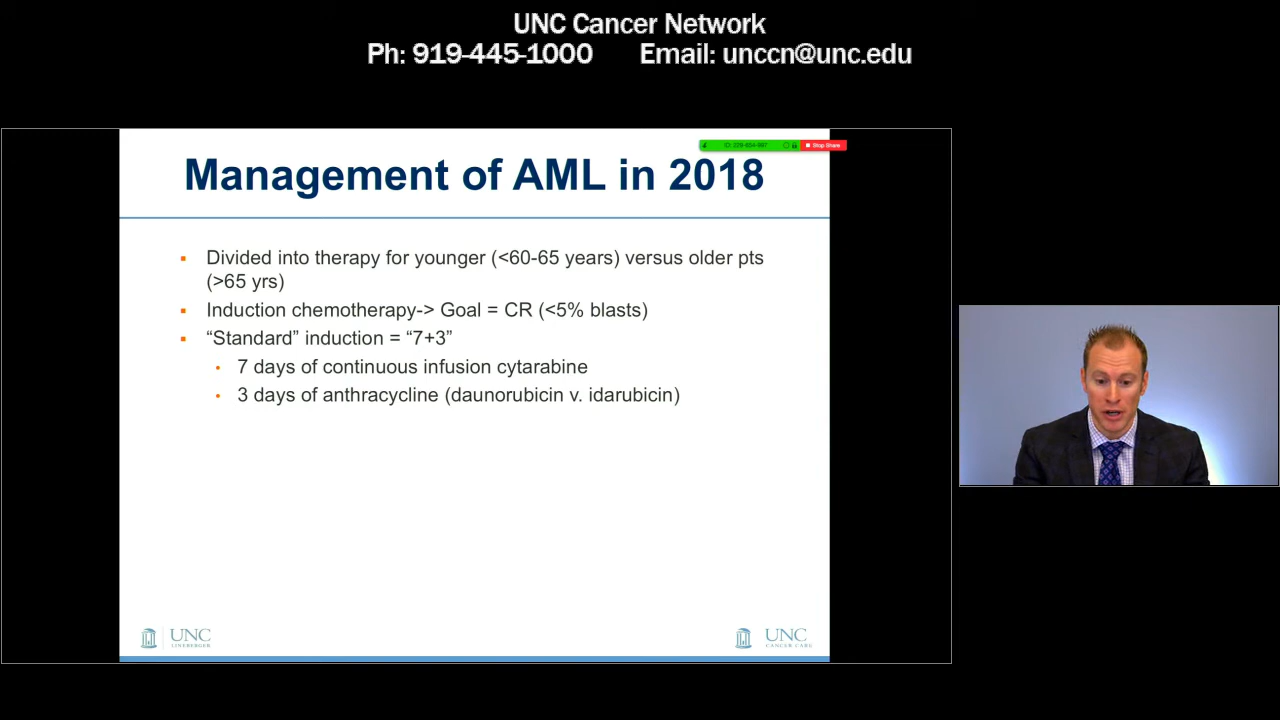 UNC Cancer Network
Ph: 919-445-1000 Email: unccn@unc.edu
Stop Share
Management of AML in 2018
▪ Divided into therapy for younger (<60-65 years) versus older pts
(>65 yrs)
▪ Induction chemotherapy-> Goal = CR (<5% blasts)
▪ “Standard” induction = “7+3”
• 7 days of continuous infusion cytarabine
• 3 days of anthracycline (daunorubicin v. idarubicin)
UNC
LINEBERGER
UNC
CANCER CARE